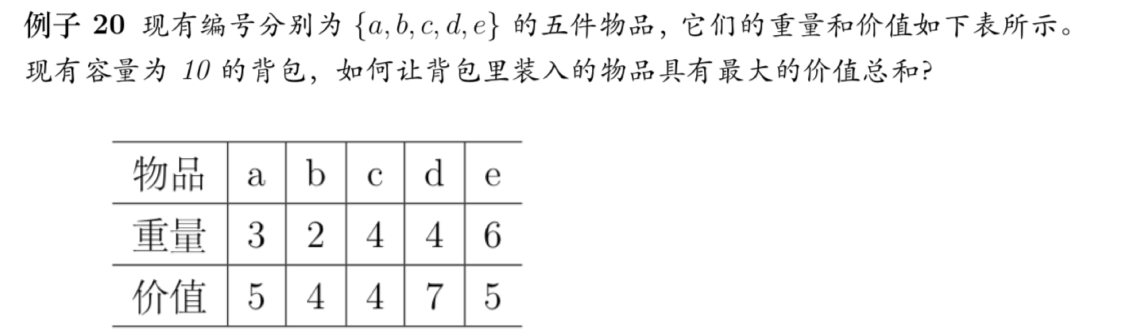 例子 20 现有编号分别为 {a, b, c, d, e} 的五件物品，它们的重量和价值如下表所示。
现有容量为 10 的背包，如何让背包里装入的物品具有最大的价值总和？
物品 a b c d e
重量 3 2 4 4 6
价值 5 4 4 7 5